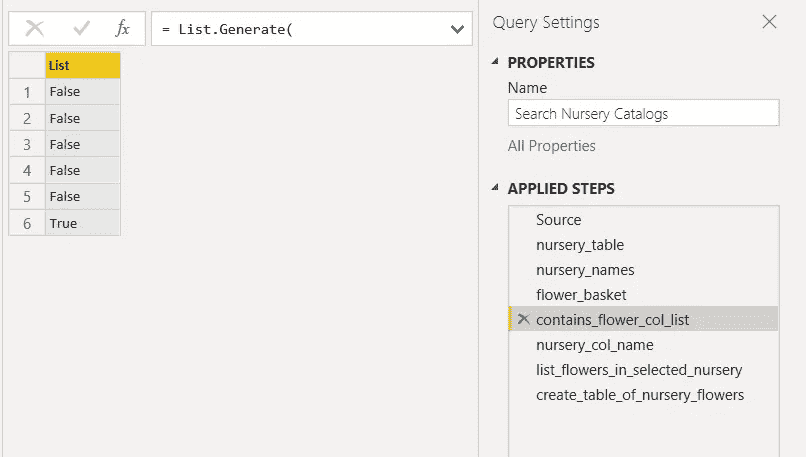 fx = List.Generate(
List
1 False
2 False
3 False
4 False
5 False
6 True
Query Settings
PROPERTIES
Name
Search Nursery Catalogs
All Properties
APPLIED STEPS
Source
nursery_table
nursery_names
flower_basket
contains_flower_col_list
nursery_col_name
list_flowers_in_selected_nursery
create_table_of_nursery_flowers